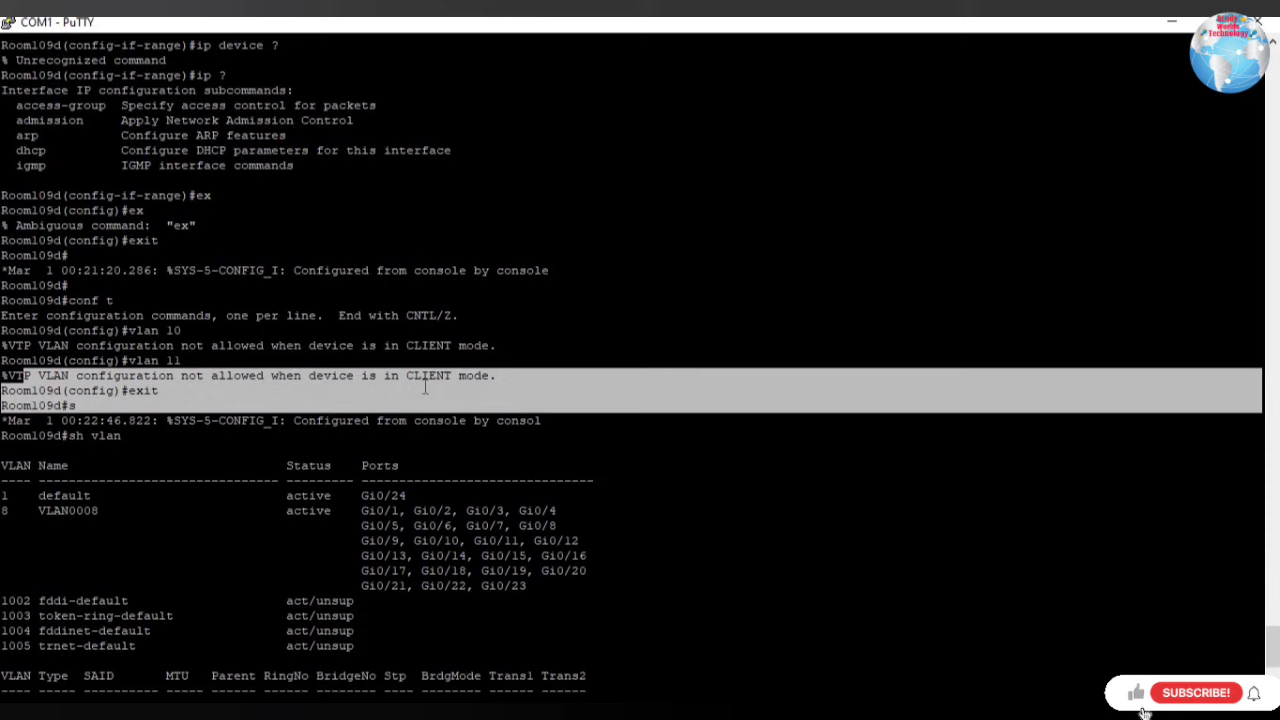 COM1 - PuTTY
Study
Worlds
Technology
Room109d(config-if-range)#ip device ?
% Unrecognized command
Room109d(config-if-range)#ip ?
Interface IP configuration subcommands:
access-group  Specify access control for packets
admission     Apply Network Admission Control
arp           Configure ARP features
dhcp          Configure DHCP parameters for this interface
igmp          IGMP interface commands
Room109d(config-if-range)#ex
Room109d(config)#ex
% Ambiguous command:  "ex"
Room109d(config)#exit
Room109d#
*Mar  1 00:21:20.286: %SYS-5-CONFIG_I: Configured from console by console
Room109d#
Room109d#conf t
Enter configuration commands, one per line.  End with CNTL/Z.
Room109d(config)#vlan 10
%VTP VLAN configuration not allowed when device is in CLIENT mode.
Room109d(config)#vlan 11
%VTP VLAN configuration not allowed when device is in CLIENT mode.
Room109d(config)#exit
Room109d#s
*Mar  1 00:22:46.822: %SYS-5-CONFIG_I: Configured from console by consol
Room109d#sh vlan
VLAN Name                             Status    Ports
---- -------------------------------- --------- -------------------------------
1    default                          active    Gi0/24
8    VLAN0008                         active    Gi0/1, Gi0/2, Gi0/3, Gi0/4
Gi0/5, Gi0/6, Gi0/7, Gi0/8
Gi0/9, Gi0/10, Gi0/11, Gi0/12
Gi0/13, Gi0/14, Gi0/15, Gi0/16
Gi0/17, Gi0/18, Gi0/19, Gi0/20
Gi0/21, Gi0/22, Gi0/23
1002 fddi-default                     act/unsup
1003 token-ring-default               act/unsup
1004 fddinet-default                  act/unsup
1005 trnet-default                    act/unsup
VLAN Type  SAID       MTU   Parent RingNo BridgeNo Stp  BrdgMode Trans1 Trans2
---- ----- ---------- ----- ------ ------ -------- ---- -------- ------ ------
SUBSCRIBE!